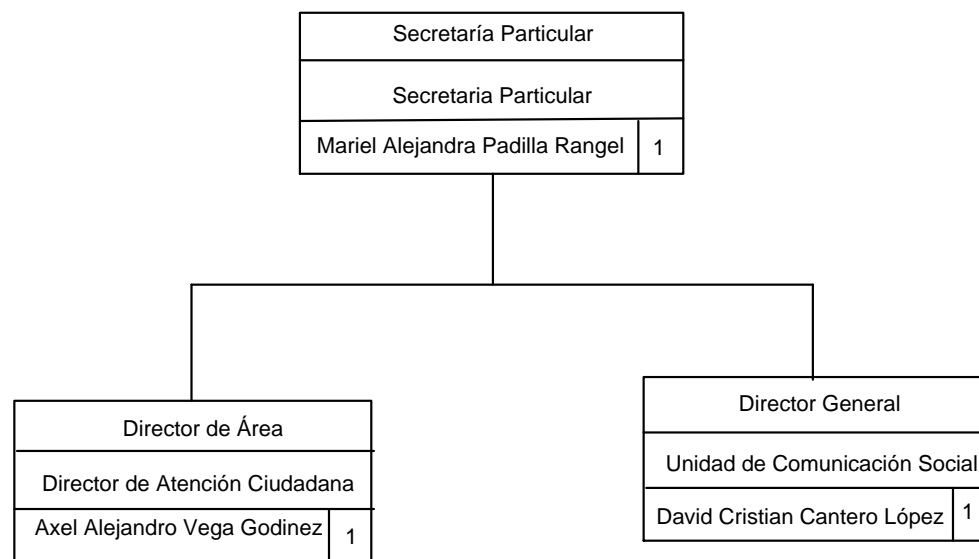 Secretaría Particular
Secretaria Particular
Mariel Alejandra Padilla Rangel 1
Director de Área
Director de Atención Ciudadana
Axel Alejandro Vega Godinez 1
Director General
Unidad de Comunicación Social
David Cristian Cantero López 1